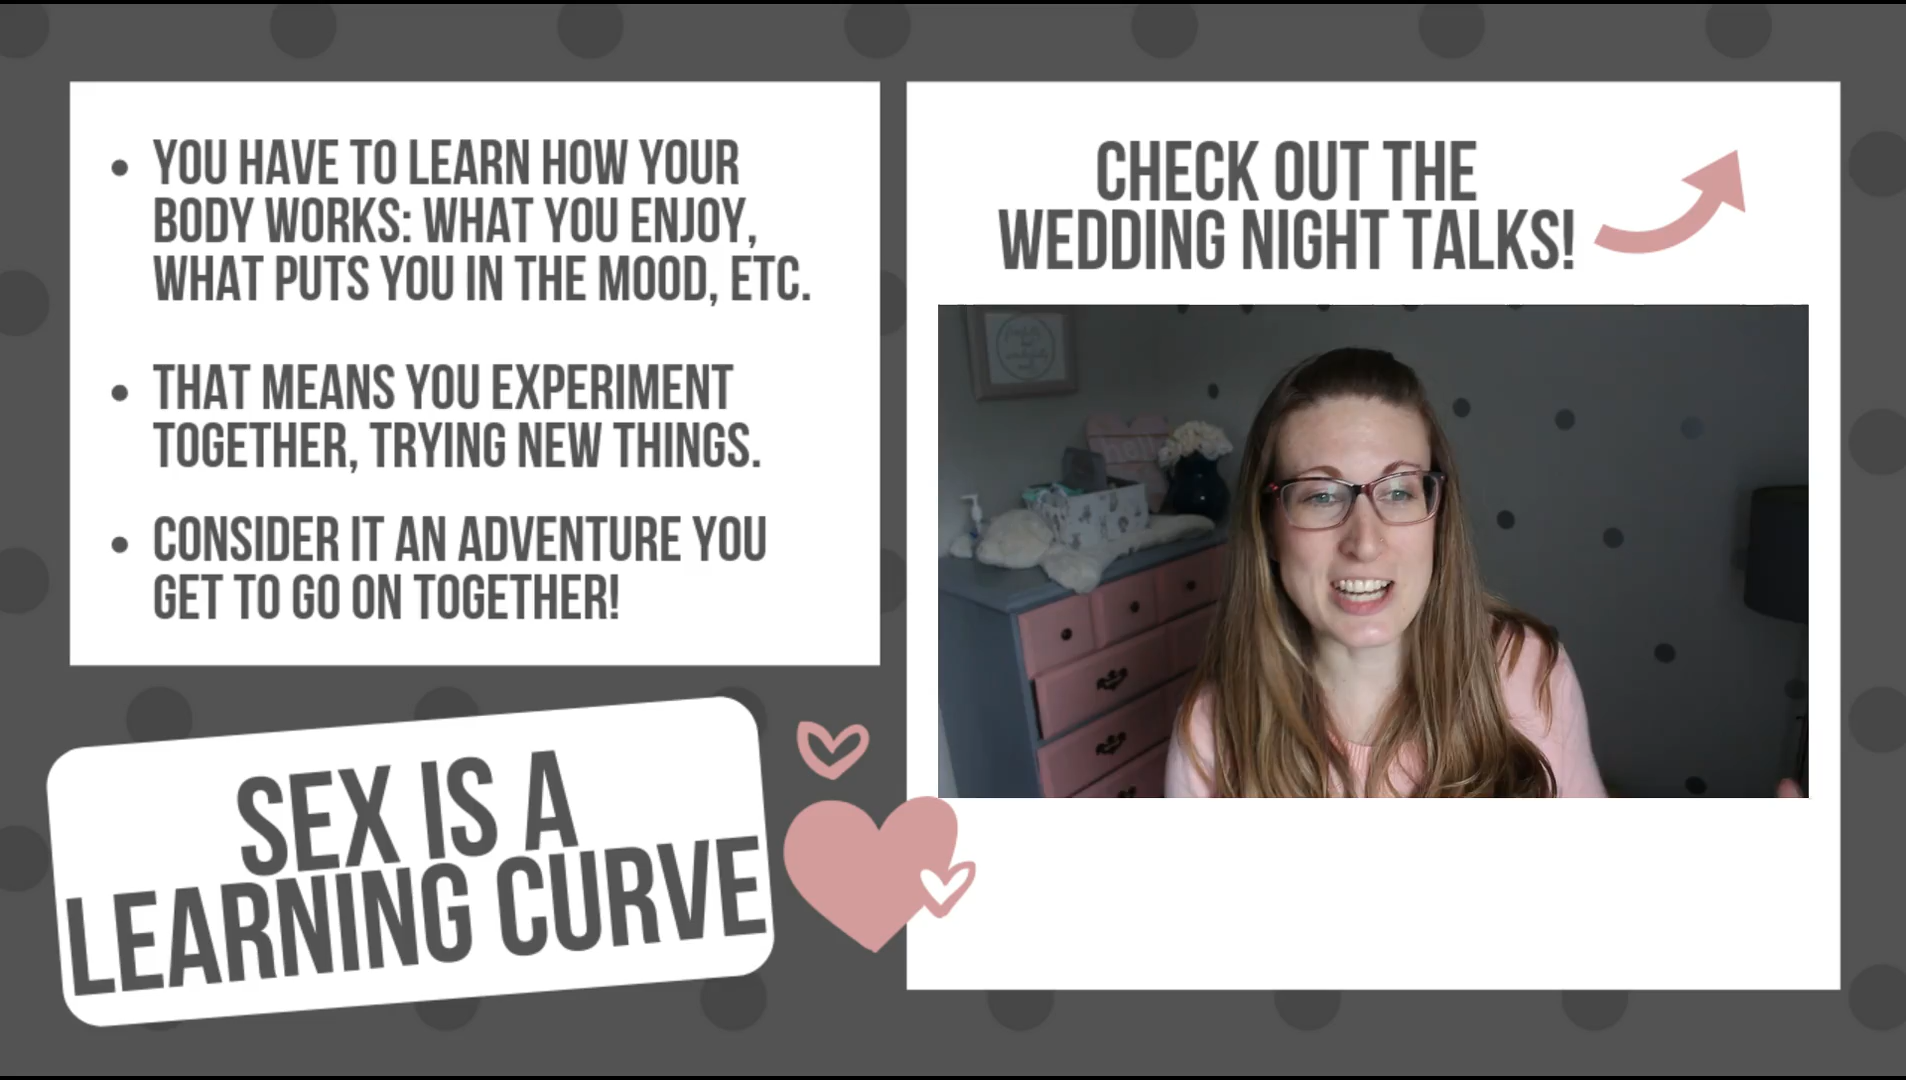 YOU HAVE TO LEARN HOW YOUR
BODY WORKS: WHAT YOU ENJOY,
WHAT PUTS YOU IN THE MOOD, ETC.
THAT MEANS YOU EXPERIMENT
TOGETHER, TRYING NEW THINGS.
CONSIDER IT AN ADVENTURE YOU
GET TO GO ON TOGETHER!
SEX IS A
LEARNING CURVE
CHECK OUT THE
WEDDING NIGHT TALKS!
hello